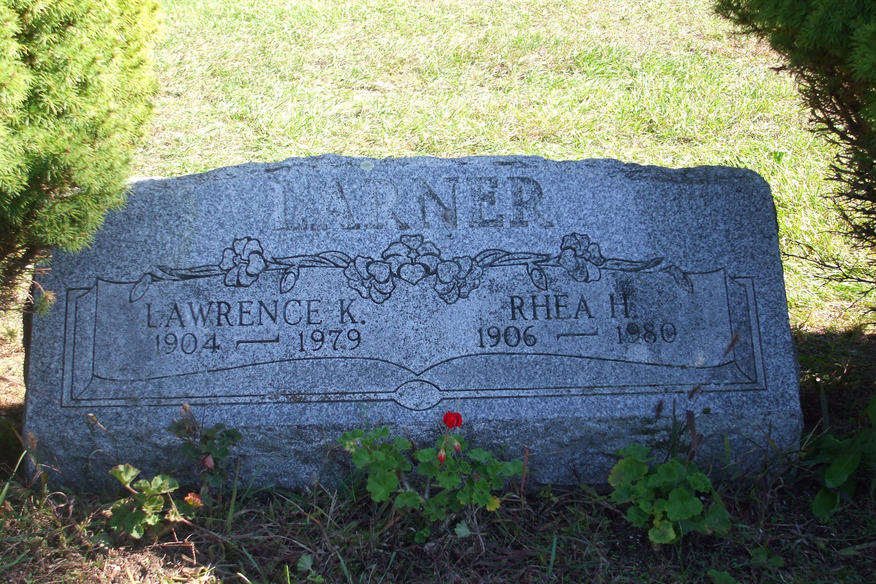 LARNER
LAWRENCE K. RHEA H.
1904 — 1979 1906 — 1980